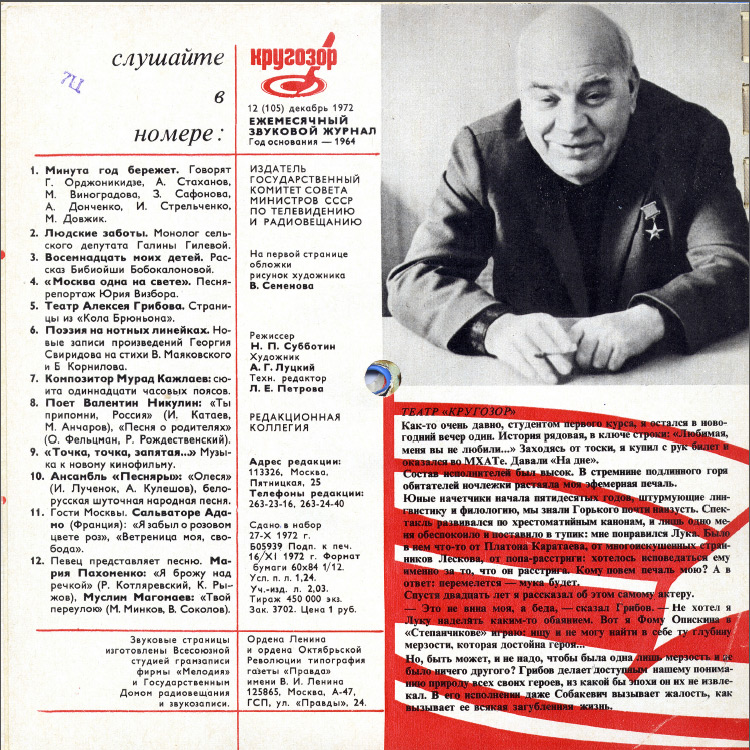 слушайте
в
номере:
1. Минута год бережет. Говорят
Г. Орджоникидзе, А. Стаханов,
М. Виноградова, З. Сафонова,
А. Донченко, И. Стрельченко,
М. Довжик.
2. Людские заботы. Монолог сель-
ского депутата Галины Гилевой.
3. Восемнадцать моих детей. Рас-
сказ Бибиойши Бобокалоновой.
4. «Москва одна на свете». Песня-
репортаж Юрия Визбора.
5. Театр Алексея Грибова. Страни-
цы из «Кола Брюньона».
6. Поэзия на нотных линейках. Но-
вые записи произведений Георгия
Свиридова на стихи В. Маяковского
и Б Корнилова.
7. Композитор Мурад Кажлаев: сю-
ита одиннадцати часовых поясов.
8. Поет Валентин Никулин: «Ты
припомни, Россия» (И. Катаев,
М. Анчаров), «Песня о родителях»
(О. Фельцман, Р. Рождественский).
9. «Точка, точка, запятая...» Музы-
ка к новому кинофильму.
10. Ансамбль «Песняры»: «Олеся»
(И. Лученок, А. Кулешов), бело-
русская шуточная народная песня.
11. Гости Москвы. Сальваторе Ада-
мо (Франция): «Я забыл о розовом
цвете роз», «Ветреница моя, сво-
бода».
12. Певец представляет песню. Ма-
рия Пахоменко: «Я брожу над
речкой» (Р. Котляревский, К. Ры-
жов), Муслим Магомаев: «Твой
переулок» (М. Минков, В. Соколов).
Звуковые страницы
изготовлены Всесоюзной
студией грамзаписи
фирмы «Мелодия»
и Государственным
Домом радиовещания
и звукозаписи.
кругозор
12 (105) декабрь 1972
ЕЖЕМЕСЯЧНЫЙ
ЗВУКОВОЙ ЖУРНАЛ
Год основания — 1964
ИЗДАТЕЛЬ
ГОСУДАРСТВЕННЫЙ
КОМИТЕТ СОВЕТА
МИНИСТРОВ СССР
ПО ТЕЛЕВИДЕНИЮ
И РАДИОВЕЩАНИЮ
На первой странице
обложки
рисунок художника
В. Семенова
Режиссер
Н. П. Субботин
Художник
А. Г. Луцкий
Техн. редактор
Л. Е. Петрова
РЕДАКЦИОННАЯ
КОЛЛЕГИЯ
Адрес редакции:
113326, Москва,
Пятницкая, 25
Телефоны редакции:
263-23-16, 263-24-40
Сдано в набор
27-X 1972 г.
Б05939 Подп. к печ.
16/XI 1972 г. Формат
бумаги 60x84 1/12.
Усл. п. л. 1,24.
Уч.-изд. л. 2,03.
Тираж 450 000 экз.
Зак. 3702. Цена 1 руб.
Ордена Ленина
и ордена Октябрьской
Революции типография
газеты «Правда»
имени В. И. Ленина
125865, Москва, А-47,
ГСП, ул. «Правды», 24.
ТЕАТР «КРУГОЗОР»
Как-то очень давно, студентом первого курса, я остался в ново-
годний вечер один. История рядовая, в ключе строки: «Любимая,
меня вы не любили...» Заходясь от тоски, я купил с рук билет и
оказался во МХАТе. Давали «На дне».
Состав исполнителей был высок. В стремнине подлинного горя
обитателей ночлежки растаяла моя эфемерная печаль.
Юные начетчики начала пятидесятых годов, штурмующие лин-
гвистику и филологию, мы знали Горького почти наизусть. Спек-
такль развивался по хрестоматийным канонам, и лишь одно ме-
ня обеспокоило и поставило в тупик: мне понравился Лука. Было
в нем что-то от Платона Каратаева, от многоискушенных стран-
ников Лескова, от попа-расстриги: хотелось исповедаться ему
именно за то, что он расстрига. Кому повем печаль мою? А в
ответ: перемелется — мука будет.
Спустя двадцать лет я рассказал об этом самому актеру.
— Это не вина моя, а беда, — сказал Грибов. — Не хотел я
Луку наделять каким-то обаянием. Вот я Фому Опискина в
«Степанчикове» играю: ищу и не могу найти в себе ту глубину
мерзости, которая достойна героя...
Но, быть может, и не надо, чтобы была одна лишь мерзость и не
было ничего другого? Грибов делает доступным нашему понима-
нию природу всех своих героев, из какой бы эпохи он их не извле-
кал. В его исполнении даже Собакевич вызывает жалость, как
вызывает ее всякая загубленная жизнь.